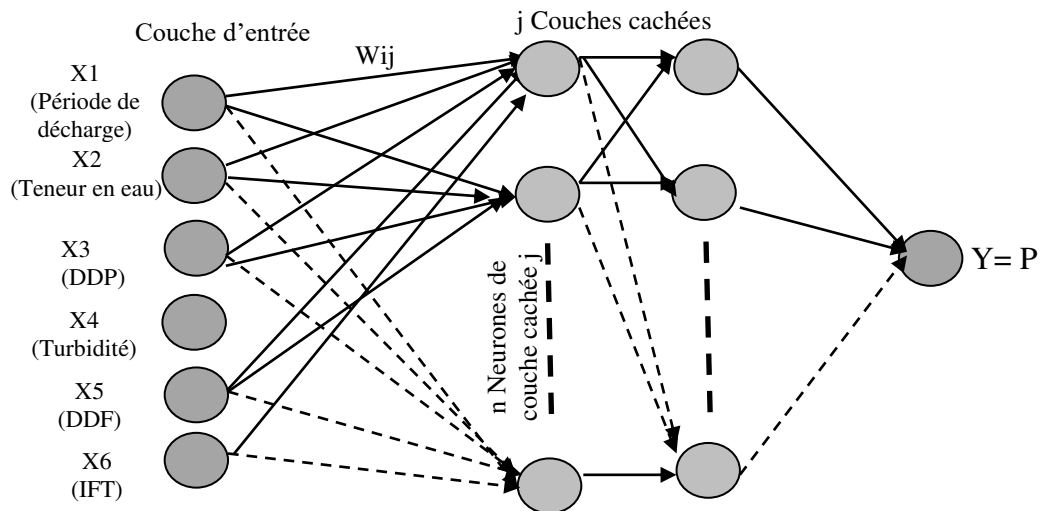 j Couches cachées
Couche d'entrée
Wij
X1
(Période de
décharge)
X2
(Teneur en eau)
X3
(DDP)
X4
(Turbidité)
X5
(DDF)
X6
(IFT)
n Neurones de
couche cachée j
Y= P